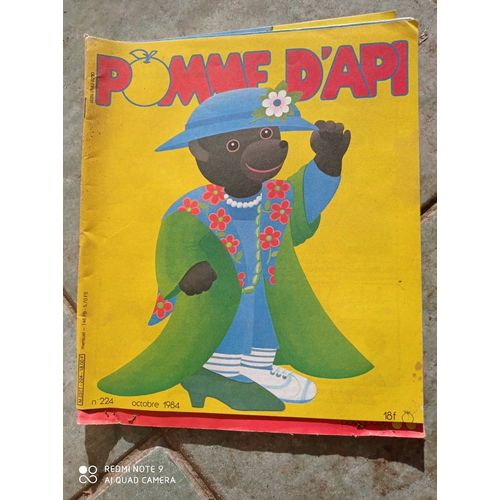 POMME D'API
n 224
octobre 1984
18f
REDMI NOTE 9
AI QUAD CAMERA